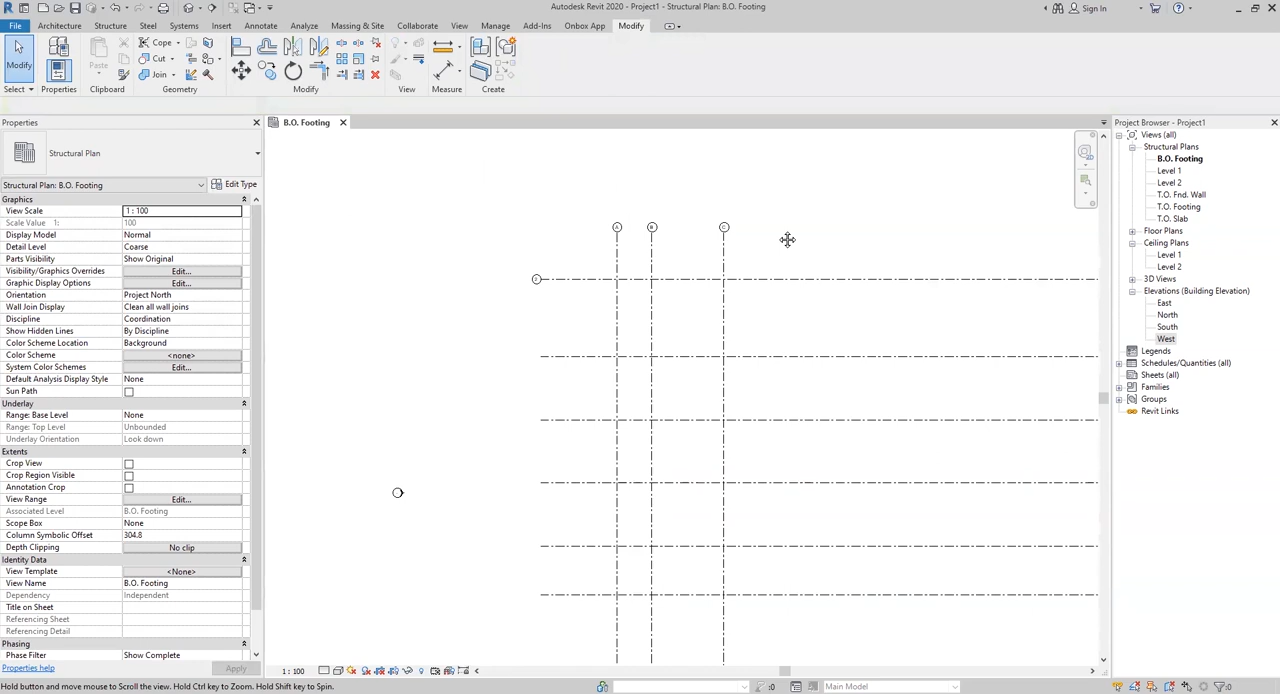 Autodesk Revit 2020 - Project1 - Structural Plan: B.O. Footing
Sign In
File Architecture Structure Steel Systems Insert Annotate Analyze Massing & Site Collaborate View Manage Add-Ins Onbox App Modify
Modify
Properties
Paste
Cope
Cut
Join
Select
Clipboard
Geometry
Modify
View
Measure
Create
Properties
B.O. Footing
Project Browser - Project1
Structural Plan
Structural Plan: B.O. Footing
Edit Type
Graphics
View Scale 1 : 100
Scale Value 1: 100
Display Model Normal
Detail Level Coarse
Parts Visibility Show Original
Visibility/Graphics Overrides Edit...
Graphic Display Options Edit...
Orientation Project North
Wall Join Display Clean all wall joins
Discipline Coordination
Show Hidden Lines By Discipline
Color Scheme Location Background
Color Scheme <none>
System Color Schemes Edit...
Default Analysis Display Style None
Sun Path
Underlay
Range: Base Level None
Range: Top Level Unbounded
Underlay Orientation Look down
Extents
Crop View
Crop Region Visible
Annotation Crop
View Range Edit...
Associated Level B.O. Footing
Scope Box None
Column Symbolic Offset 304.8
Depth Clipping No clip
Identity Data
View Template <None>
View Name B.O. Footing
Dependency Independent
Title on Sheet
Referencing Sheet
Referencing Detail
Phasing
Phase Filter Show Complete
Properties help
Apply
A B C
Views (all)
Structural Plans
B.O. Footing
Level 1
Level 2
T.O. Fnd. Wall
T.O. Footing
T.O. Slab
Floor Plans
Ceiling Plans
Level 1
Level 2
3D Views
Elevations (Building Elevation)
East
North
South
West
Legends
Schedules/Quantities (all)
Sheets (all)
Families
Groups
Revit Links
1 : 100
Hold button and move mouse to Scroll the view. Hold Ctrl key to Zoom. Hold Shift key to Spin.
:0
Main Model
:0